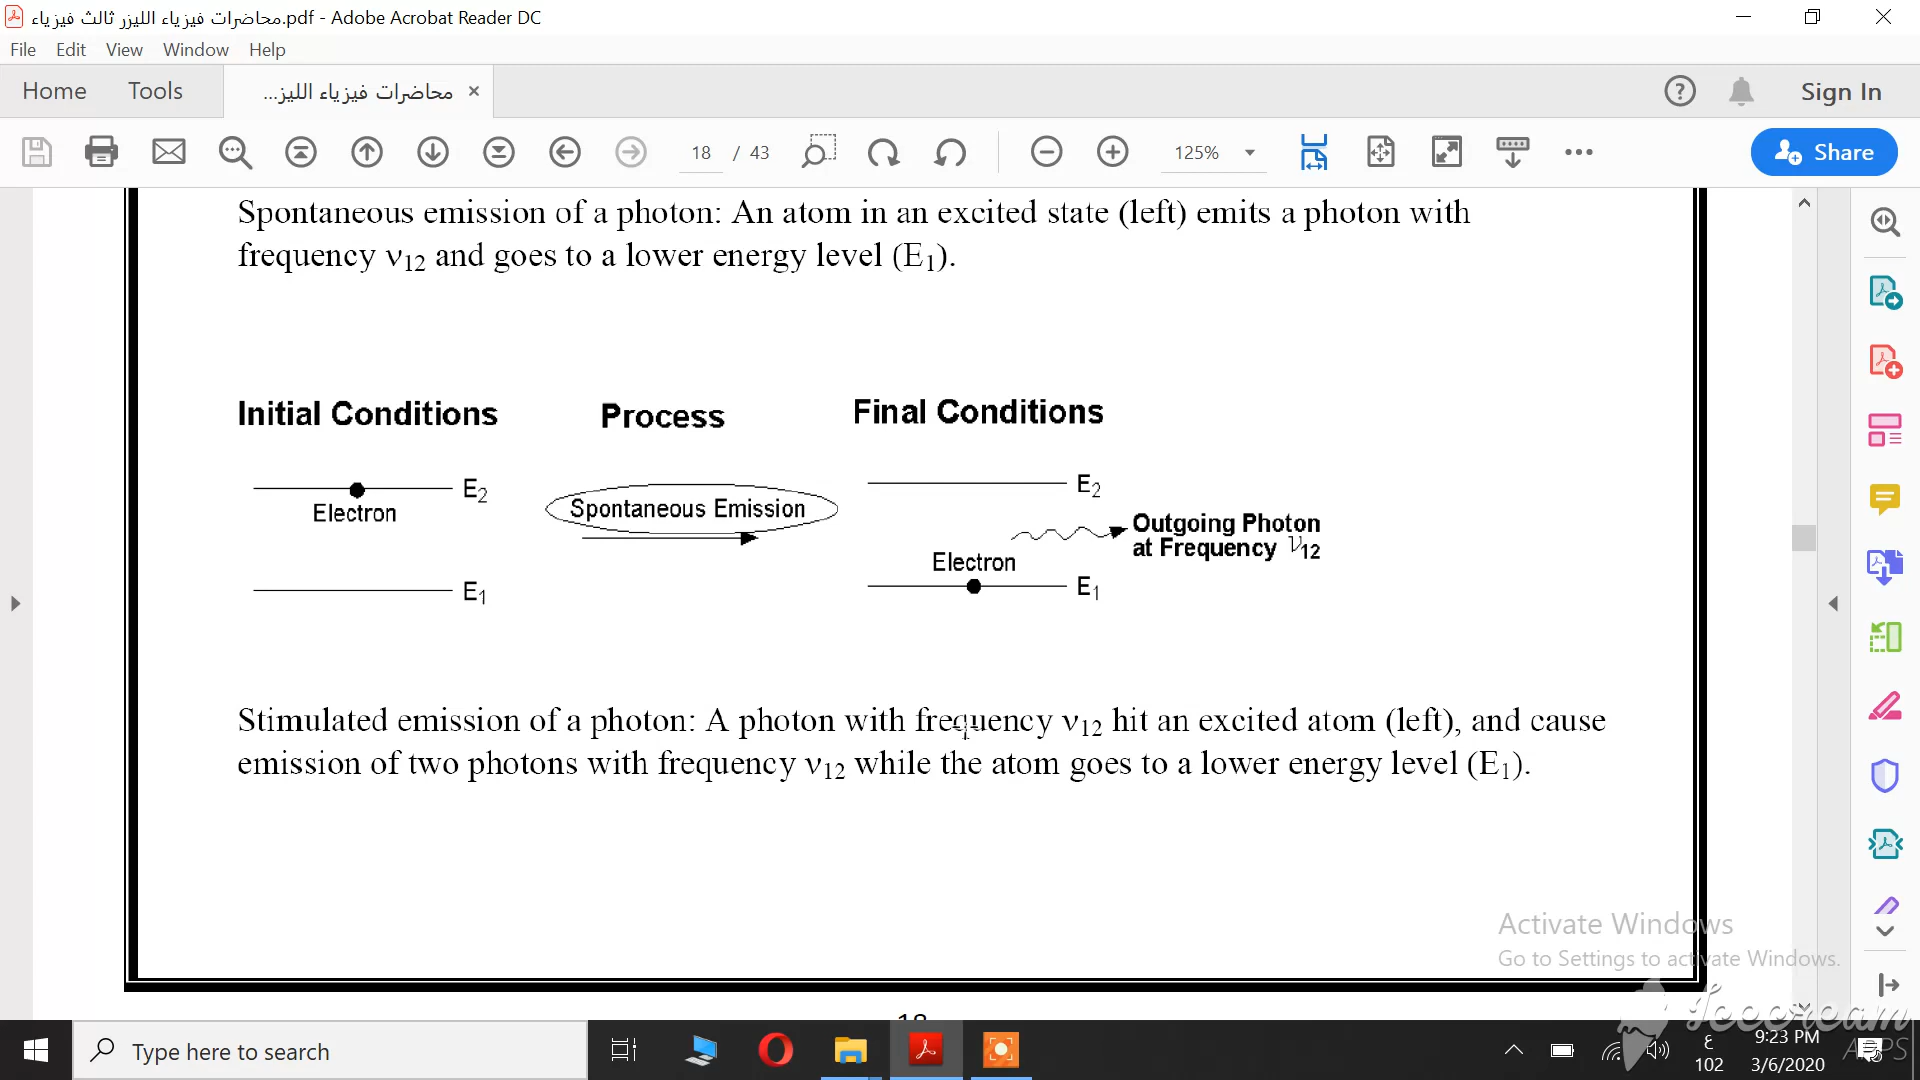 محاضرات فيزياء الليزر ثالث فيزياء.pdf - Adobe Acrobat Reader DC
File Edit View Window Help
Home Tools محاضرات فيزياء الليز... × ? Sign In
18 / 43 125% Share
Spontaneous emission of a photon: An atom in an excited state (left) emits a photon with
frequency ν₁₂ and goes to a lower energy level (E₁).
Initial Conditions Process Final Conditions
E₂
Electron
E₁
Spontaneous Emission
E₂
Outgoing Photon
at Frequency ν₁₂
Electron
E₁
Stimulated emission of a photon: A photon with frequency ν₁₂ hit an excited atom (left), and cause
emission of two photons with frequency ν₁₂ while the atom goes to a lower energy level (E₁).
Activate Windows
Go to Settings to activate Windows.
18
Icecream
APPS
Type here to search
ع
102
9:23 PM
3/6/2020